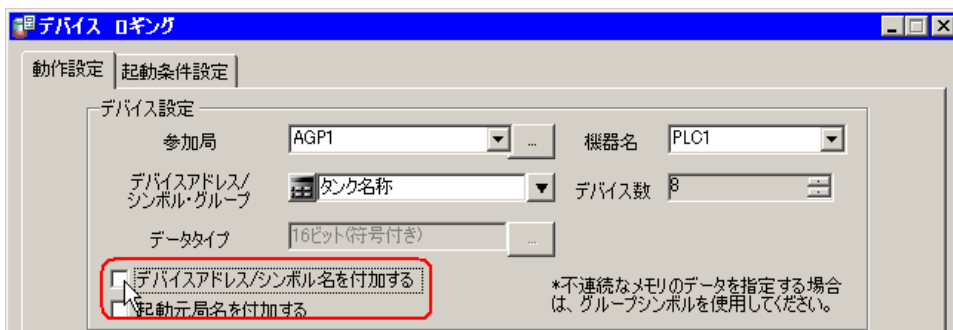 デバイス ロギング
動作設定 起動条件設定
デバイス設定
参加局 AGP1 ... 機器名 PLC1
デバイスアドレス/
シンボル・グループ タンク名称 デバイス数 8
データタイプ 16ビット(符号付き) ...
デバイスアドレス/シンボル名を付加する
起動元局名を付加する
*不連続なメモリのデータを指定する場合
は、グループシンボルを使用してください。